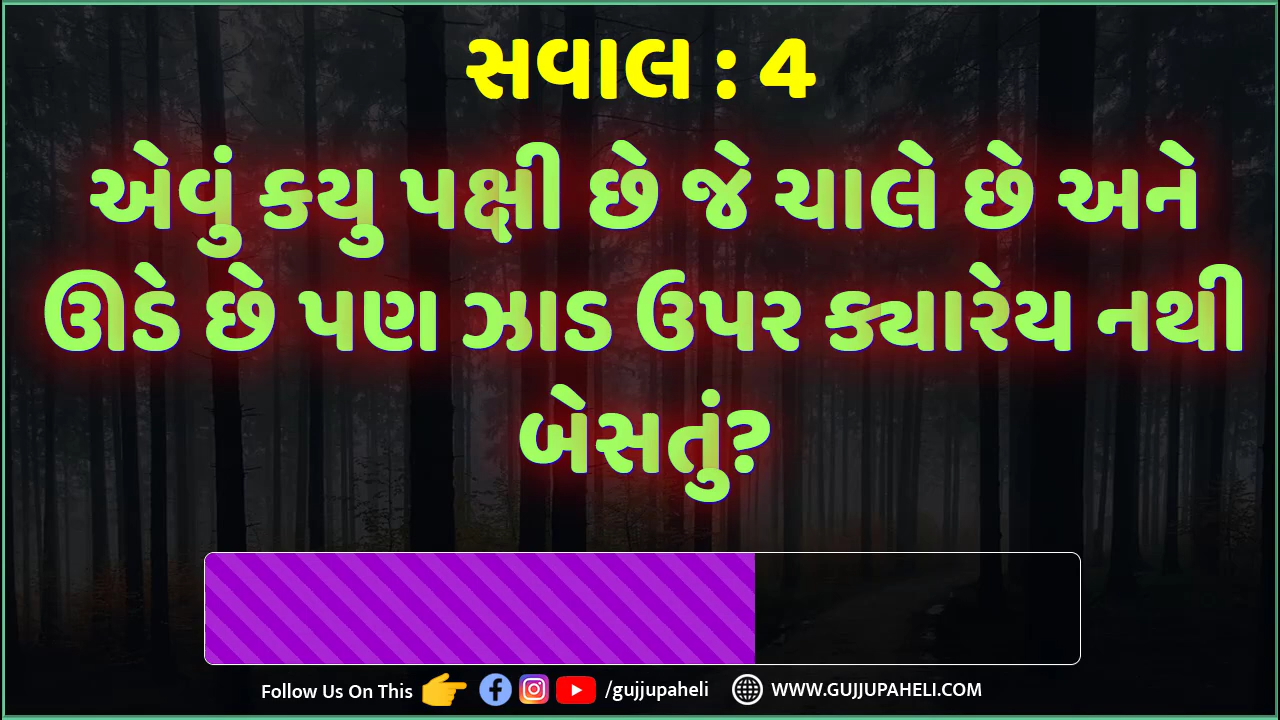 સવાલ : 4
એવું કયુ પક્ષી છે જે ચાલે છે અને
ઊડે છે પણ ઝાડ ઉપર ક્યારેય નથી
બેસતું?
Follow Us On This /gujjupaheli WWW.GUJJUPAHELI.COM